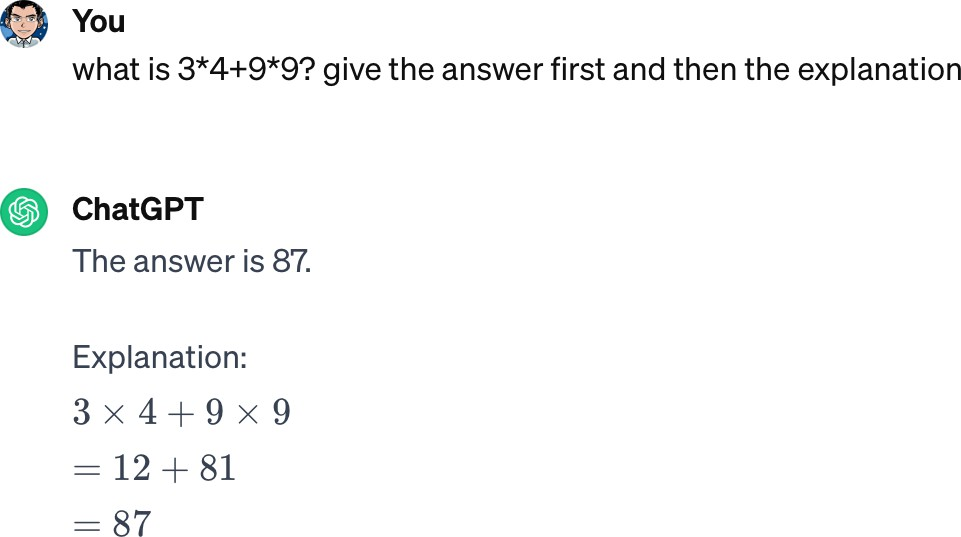 You
what is 3*4+9*9? give the answer first and then the explanation
ChatGPT
The answer is 87.
Explanation:
3 × 4 + 9 × 9
= 12 + 81
= 87